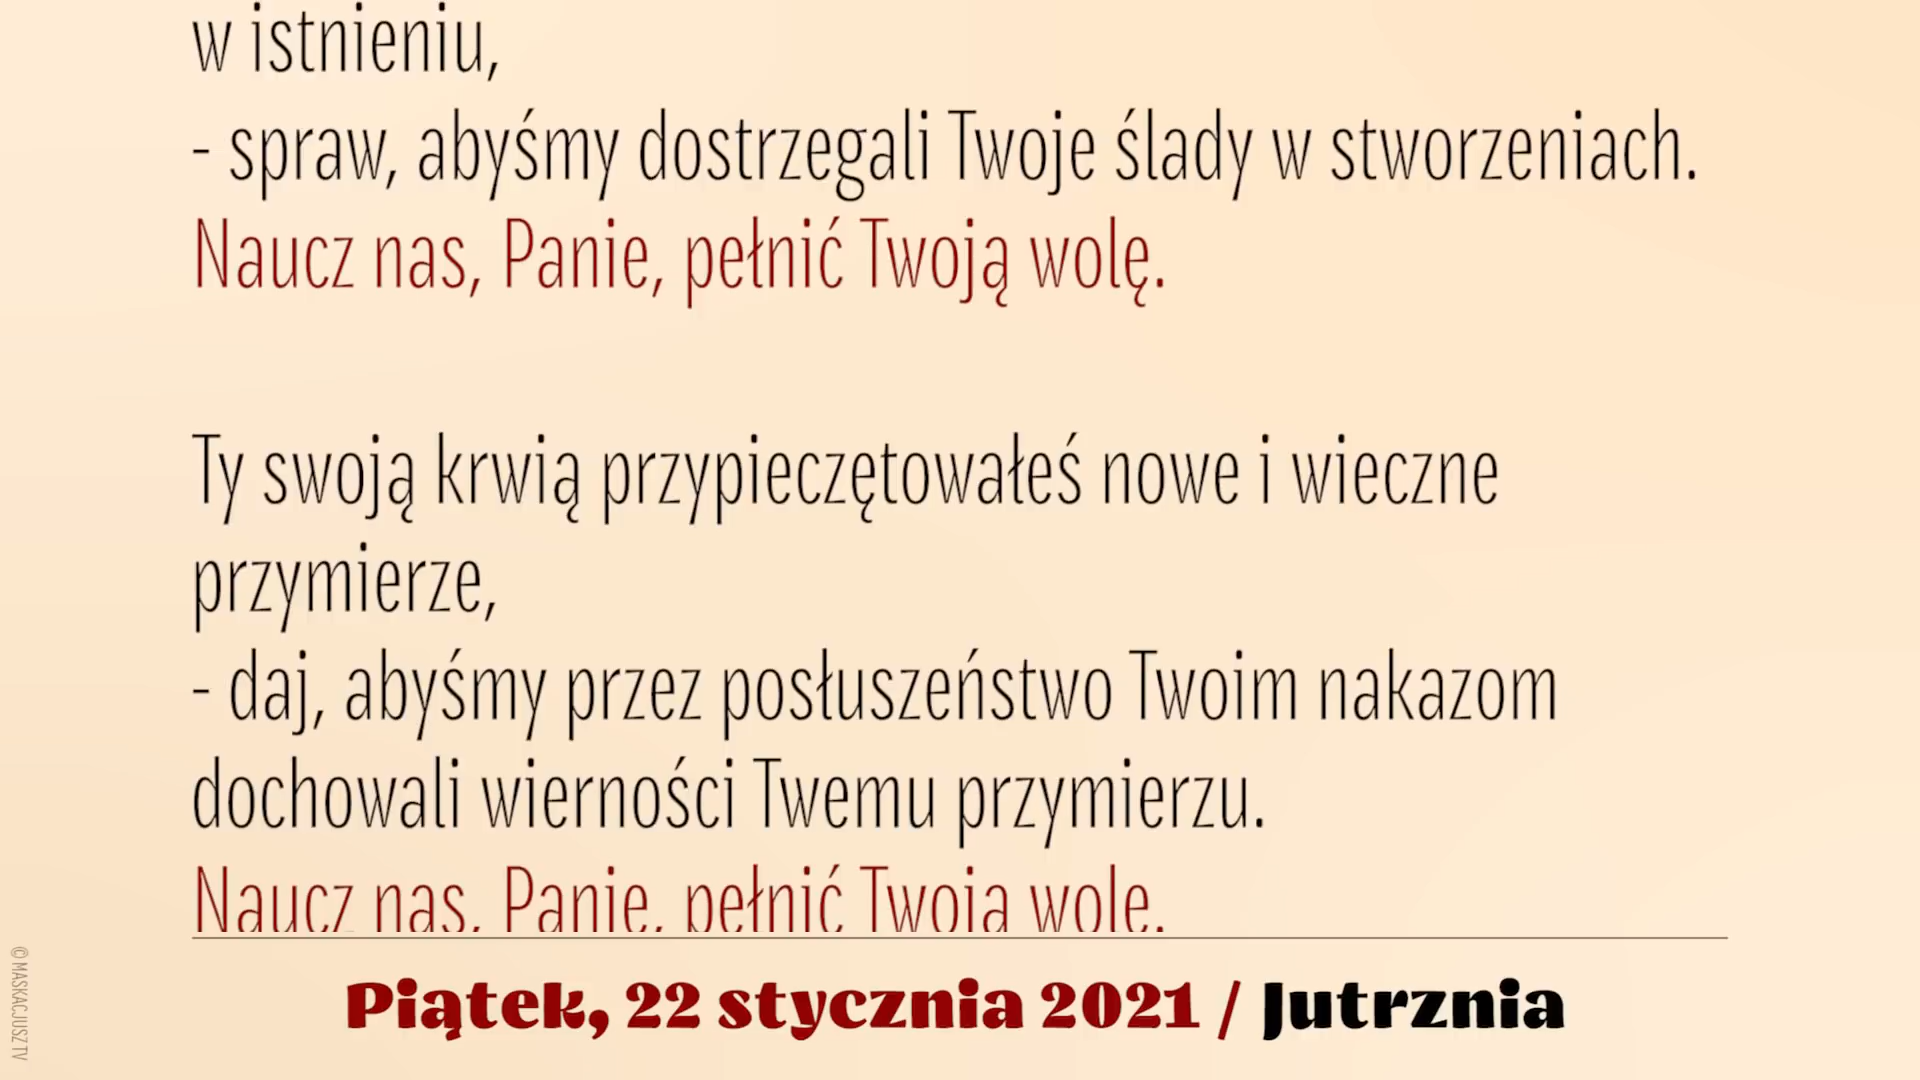 w istnieniu,
- spraw, abyśmy dostrzegali Twoje ślady w stworzeniach.
Naucz nas, Panie, pełnić Twoją wolę.
Ty swoją krwią przypieczętowałeś nowe i wieczne
przymierze,
- daj, abyśmy przez posłuszeństwo Twoim nakazom
dochowali wierności Twemu przymierzu.
Naucz nas, Panie, pełnić Twoją wolę.
Piątek, 22 stycznia 2021 / Jutrznia
© MASKACJUSZ TV